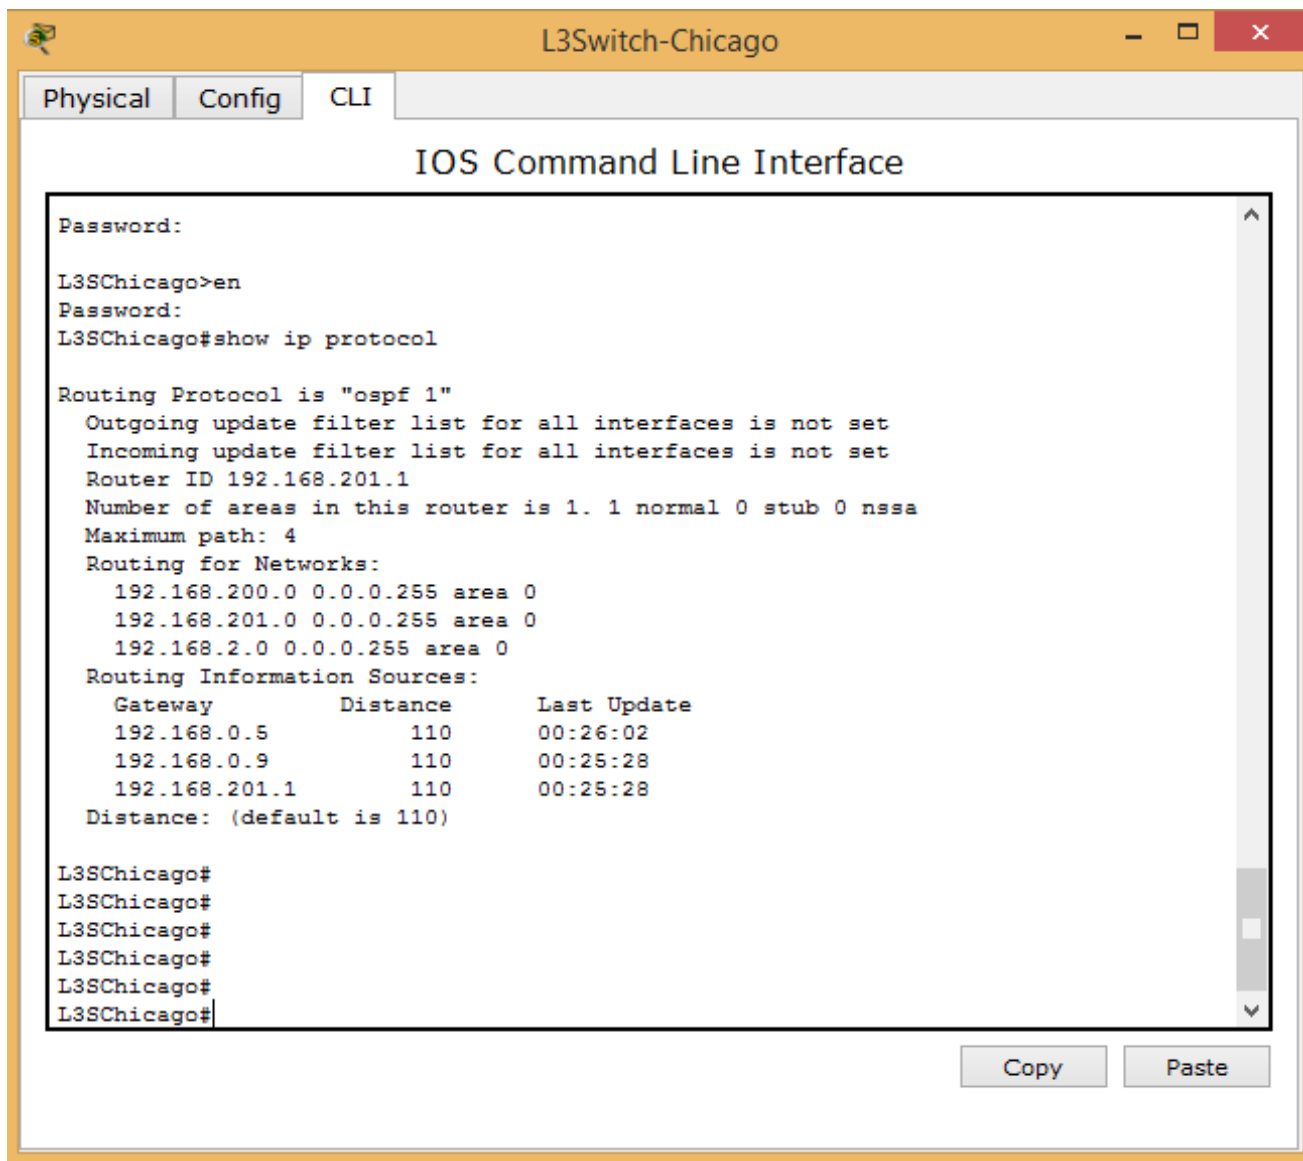 L3Switch-Chicago
Physical Config CLI
IOS Command Line Interface
Password:
L3SChicago>en
Password:
L3SChicago#show ip protocol
Routing Protocol is "ospf 1"
Outgoing update filter list for all interfaces is not set
Incoming update filter list for all interfaces is not set
Router ID 192.168.201.1
Number of areas in this router is 1. 1 normal 0 stub 0 nssa
Maximum path: 4
Routing for Networks:
192.168.200.0 0.0.0.255 area 0
192.168.201.0 0.0.0.255 area 0
192.168.2.0 0.0.0.255 area 0
Routing Information Sources:
Gateway Distance Last Update
192.168.0.5 110 00:26:02
192.168.0.9 110 00:25:28
192.168.201.1 110 00:25:28
Distance: (default is 110)
L3SChicago#
L3SChicago#
L3SChicago#
L3SChicago#
L3SChicago#
L3SChicago#
Copy Paste